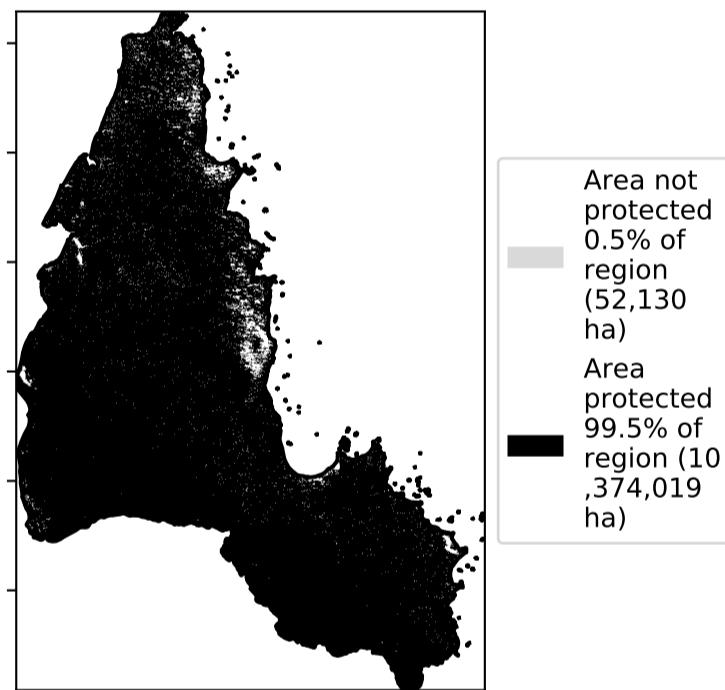 Area not
protected
0.5% of
region
(52,130
ha)
Area
protected
99.5% of
region (10
,374,019
ha)